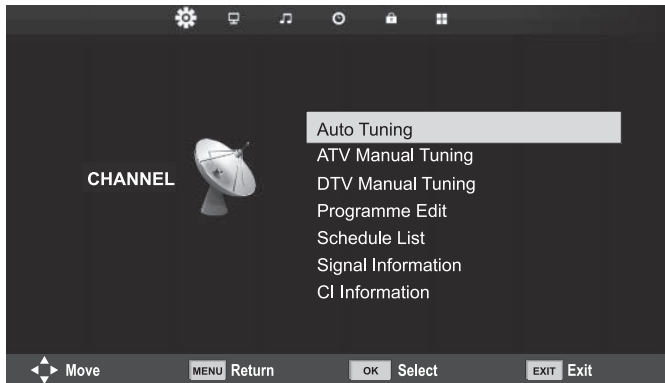 CHANNEL
Auto Tuning
ATV Manual Tuning
DTV Manual Tuning
Programme Edit
Schedule List
Signal Information
CI Information
Move MENU Return OK Select EXIT Exit